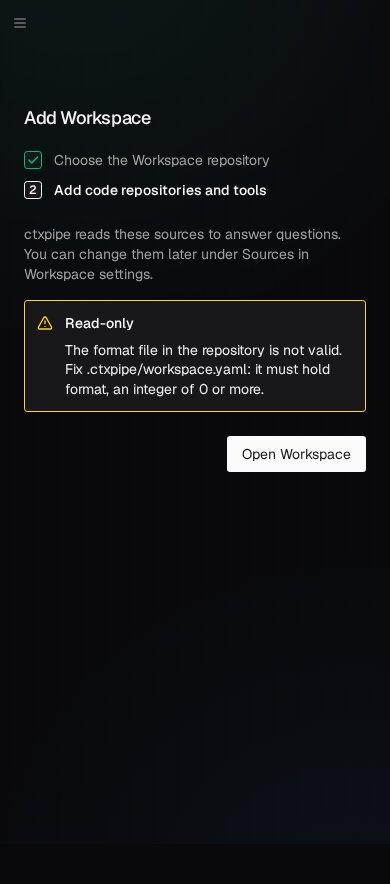 Add Workspace
Choose the Workspace repository
2 Add code repositories and tools
ctxpipe reads these sources to answer questions.
You can change them later under Sources in
Workspace settings.
Read-only
The format file in the repository is not valid.
Fix .ctxpipe/workspace.yaml: it must hold
format, an integer of 0 or more.
Open Workspace